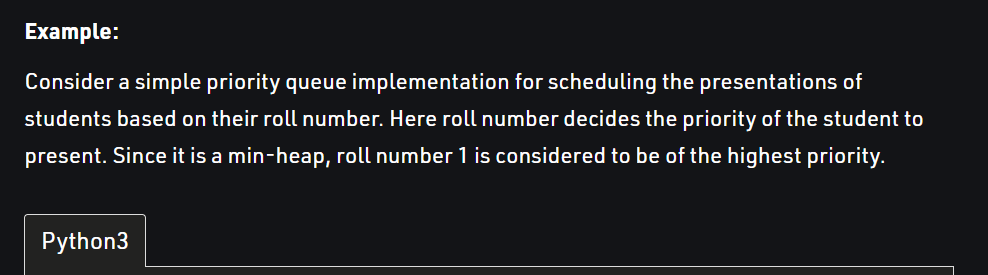 Example:
Consider a simple priority queue implementation for scheduling the presentations of
students based on their roll number. Here roll number decides the priority of the student to
present. Since it is a min-heap, roll number 1 is considered to be of the highest priority.
Python3